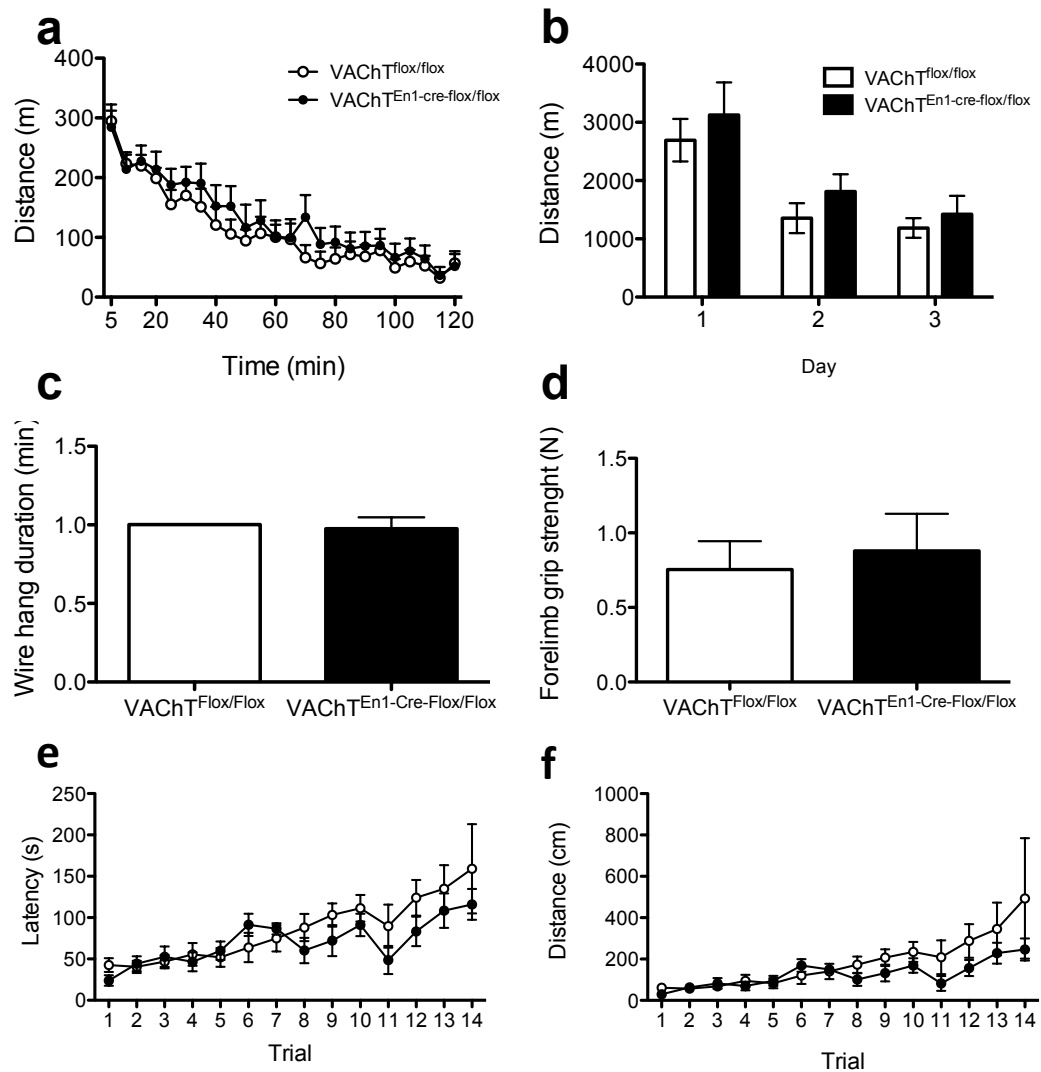 a
VAChTflox/flox
VAChTEn1-cre-flox/flox
Distance (m)
400
300
200
100
0
5 20 40 60 80 100 120
Time (min)
b
VAChTflox/flox
VAChTEn1-cre-flox/flox
Distance (m)
4000
3000
2000
1000
0
1 2 3
Day
c
Wire hang duration (min)
1.5
1.0
0.5
0.0
VAChTFlox/Flox VAChTEn1-Cre-Flox/Flox
d
Forelimb grip strenght (N)
1.5
1.0
0.5
0.0
VAChTFlox/Flox VAChTEn1-Cre-Flox/Flox
e
Latency (s)
250
200
150
100
50
0
1 2 3 4 5 6 7 8 9 10 11 12 13 14
Trial
f
Distance (cm)
1000
800
600
400
200
0
1 2 3 4 5 6 7 8 9 10 11 12 13 14
Trial